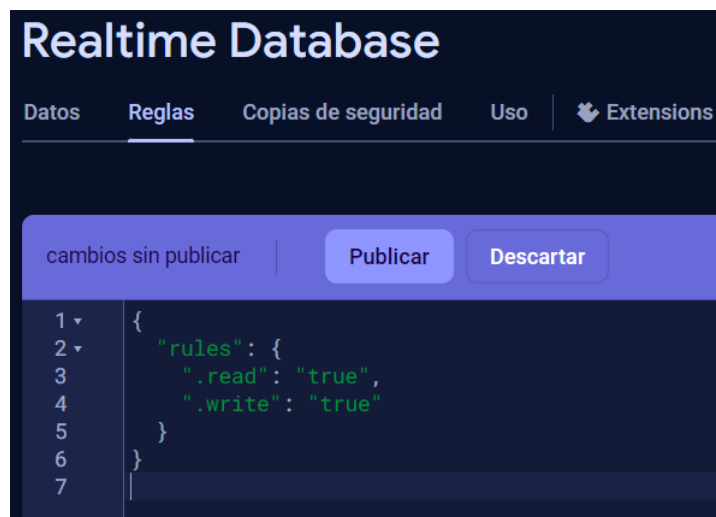 Realtime Database
Datos Reglas Copias de seguridad Uso Extensions
cambios sin publicar Publicar Descartar
1 {
2 "rules": {
3 ".read": "true",
4 ".write": "true"
5 }
6 }
7